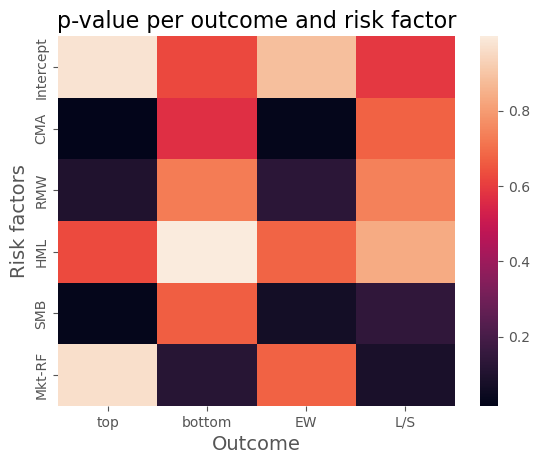 p-value per outcome and risk factor
Risk factors
Intercept
CMA
RMW
HML
SMB
Mkt-RF
top bottom EW L/S
Outcome
0.8
0.6
0.4
0.2